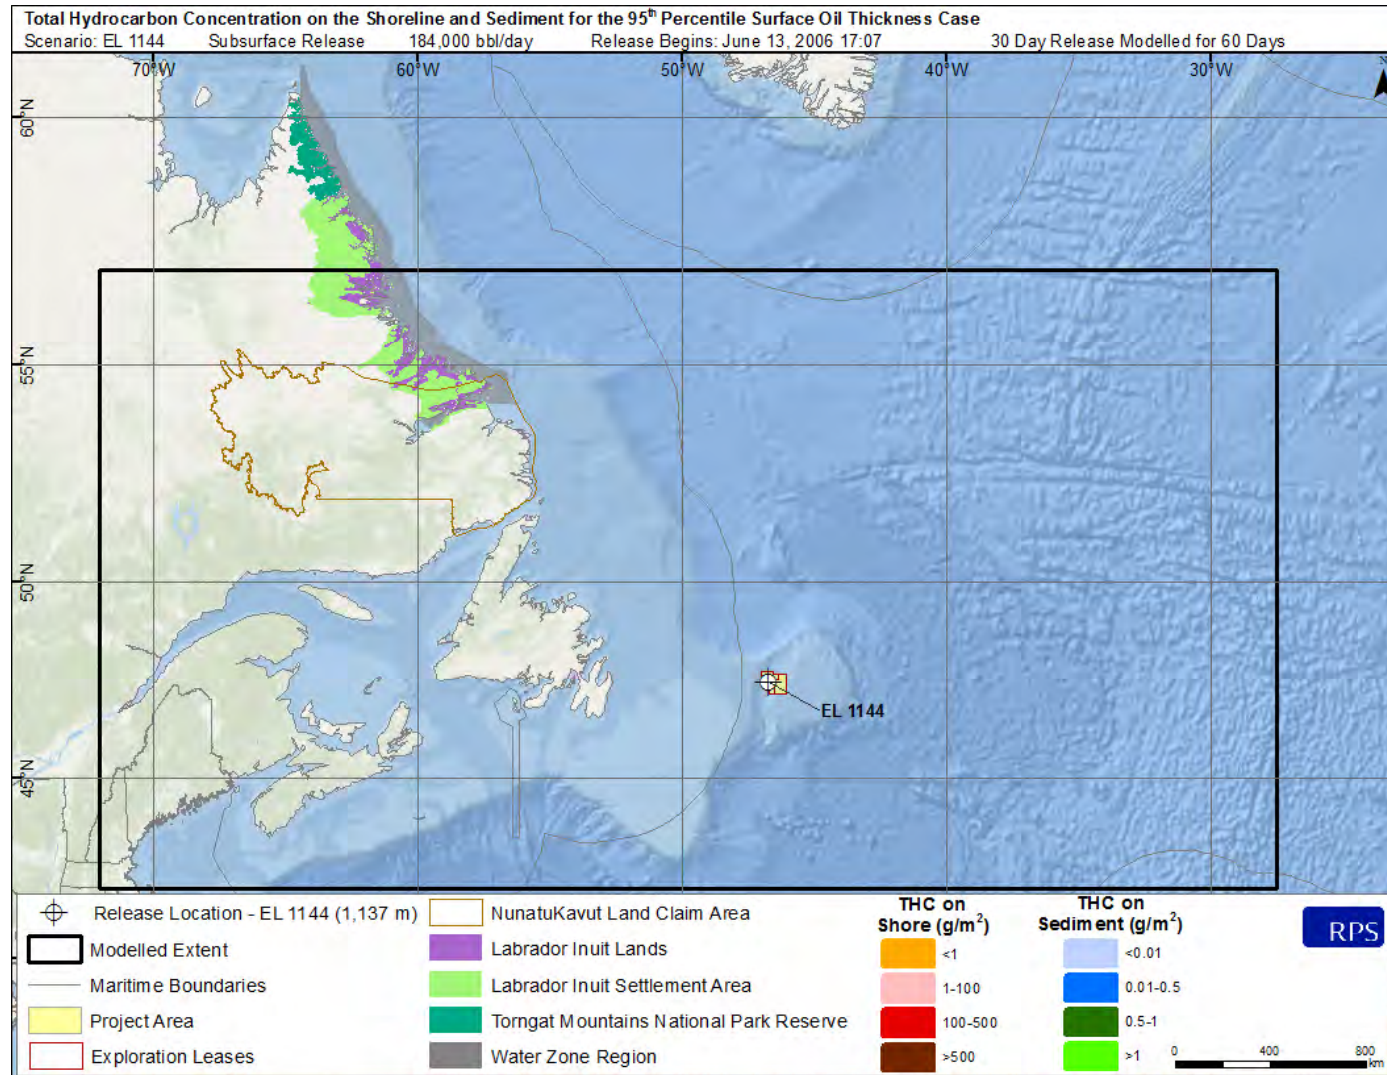 Total Hydrocarbon Concentration on the Shoreline and Sediment for the 95th Percentile Surface Oil Thickness Case
Scenario: EL 1144 Subsurface Release 184,000 bbl/day Release Begins: June 13, 2006 17:07 30 Day Release Modelled for 60 Days
70°W 60°W 50°W 40°W 30°W
N
60°N
55°N
50°N
45°N
EL 1144
Release Location - EL 1144 (1,137 m)
Modelled Extent
Maritime Boundaries
Project Area
Exploration Leases
NunatuKavut Land Claim Area
Labrador Inuit Lands
Labrador Inuit Settlement Area
Torngat Mountains National Park Reserve
Water Zone Region
THC on
Shore (g/m²)
<1
1-100
100-500
>500
THC on
Sediment (g/m²)
<0.01
0.01-0.5
0.5-1
>1
RPS
0 400 800
km